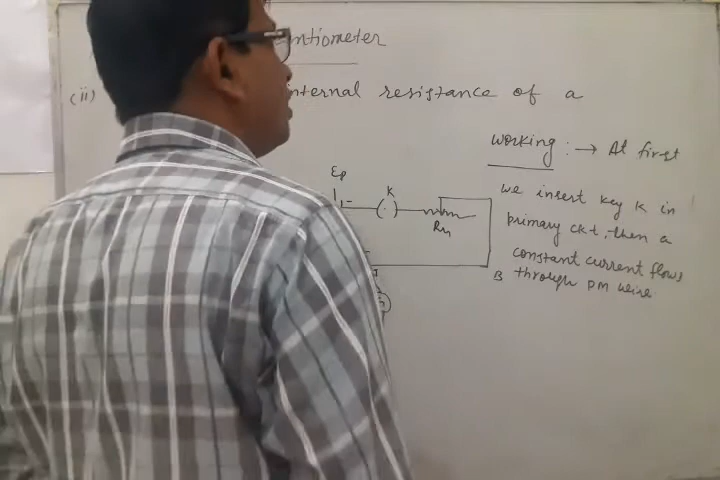 ntiometer
(ii) nternal resistance of a
working : → At first
we insert key K in
primary ckt, then a
constant current flows
through pm wire.
Ep
K
Rh
J
B
G